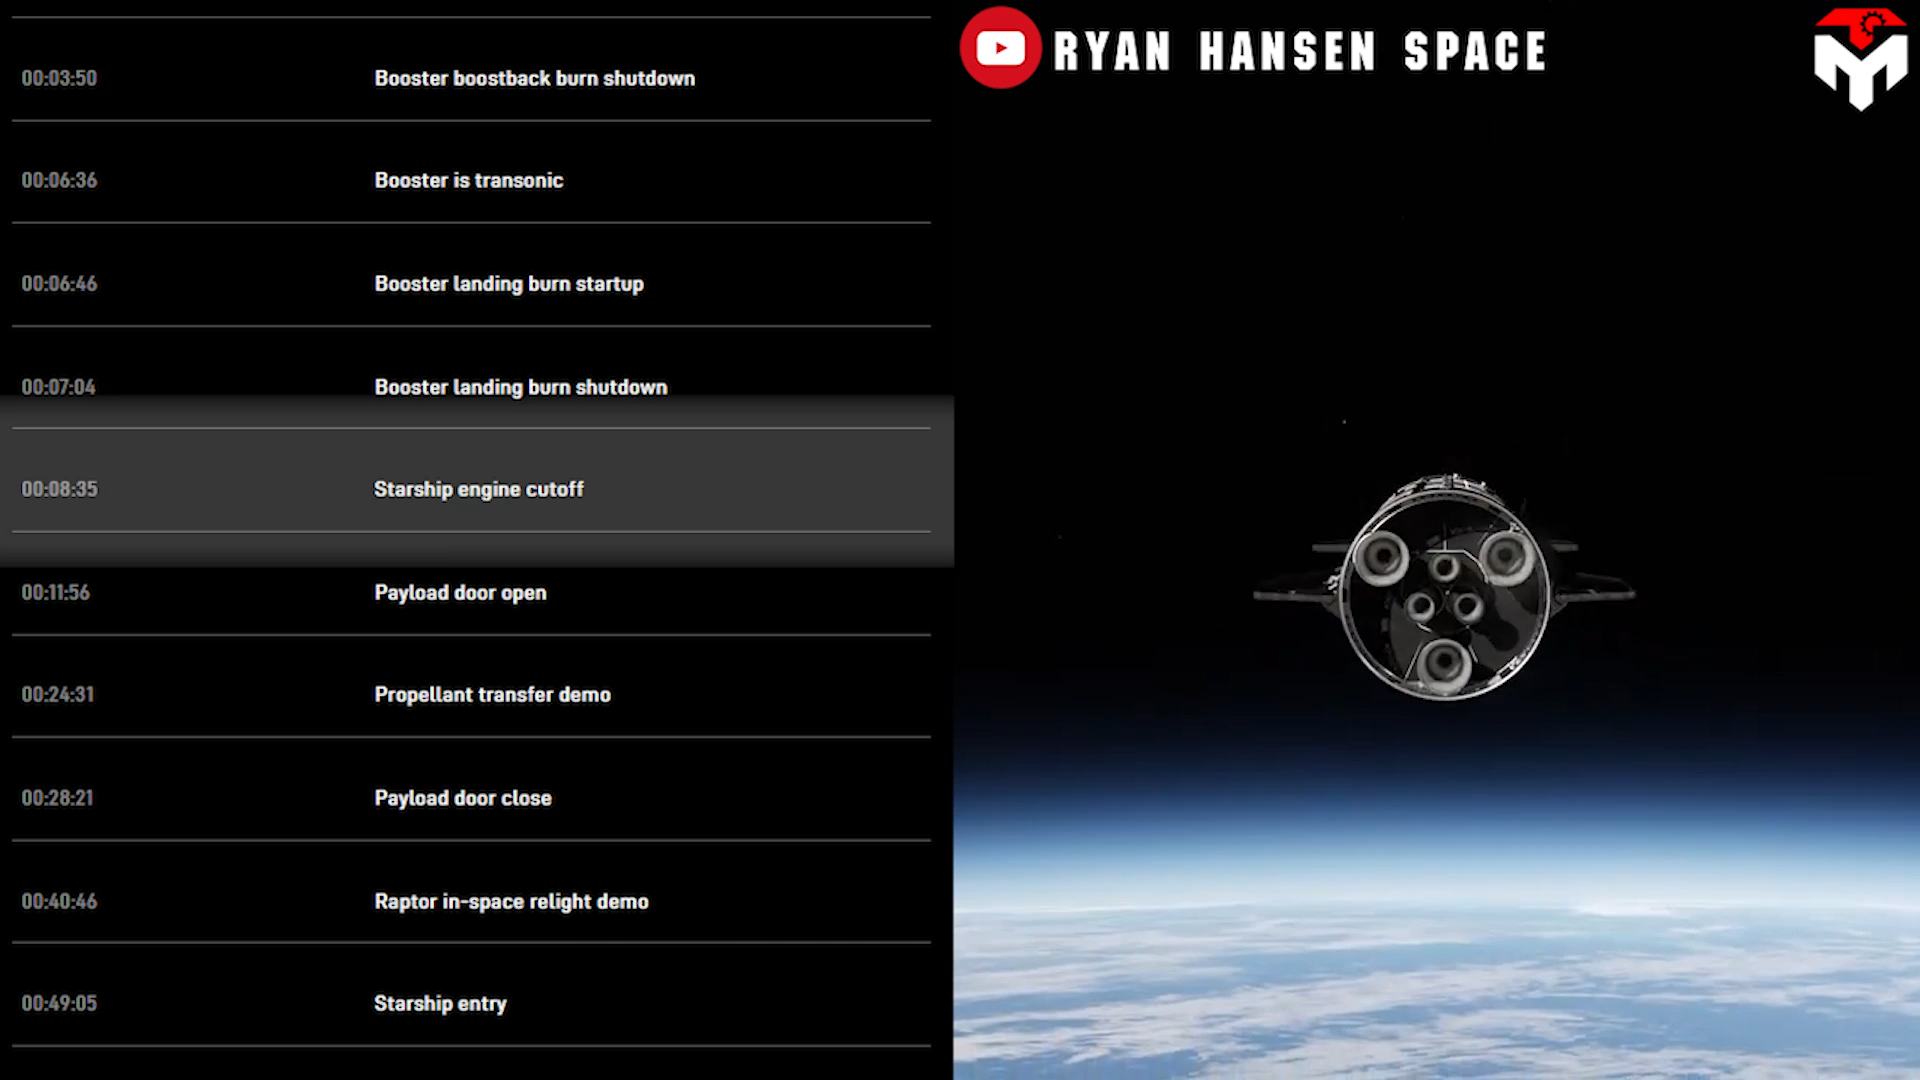 RYAN HANSEN SPACE
00:03:50 Booster boostback burn shutdown
00:06:36 Booster is transonic
00:06:46 Booster landing burn startup
00:07:04 Booster landing burn shutdown
00:08:35 Starship engine cutoff
00:11:56 Payload door open
00:24:31 Propellant transfer demo
00:28:21 Payload door close
00:40:46 Raptor in-space relight demo
00:49:05 Starship entry